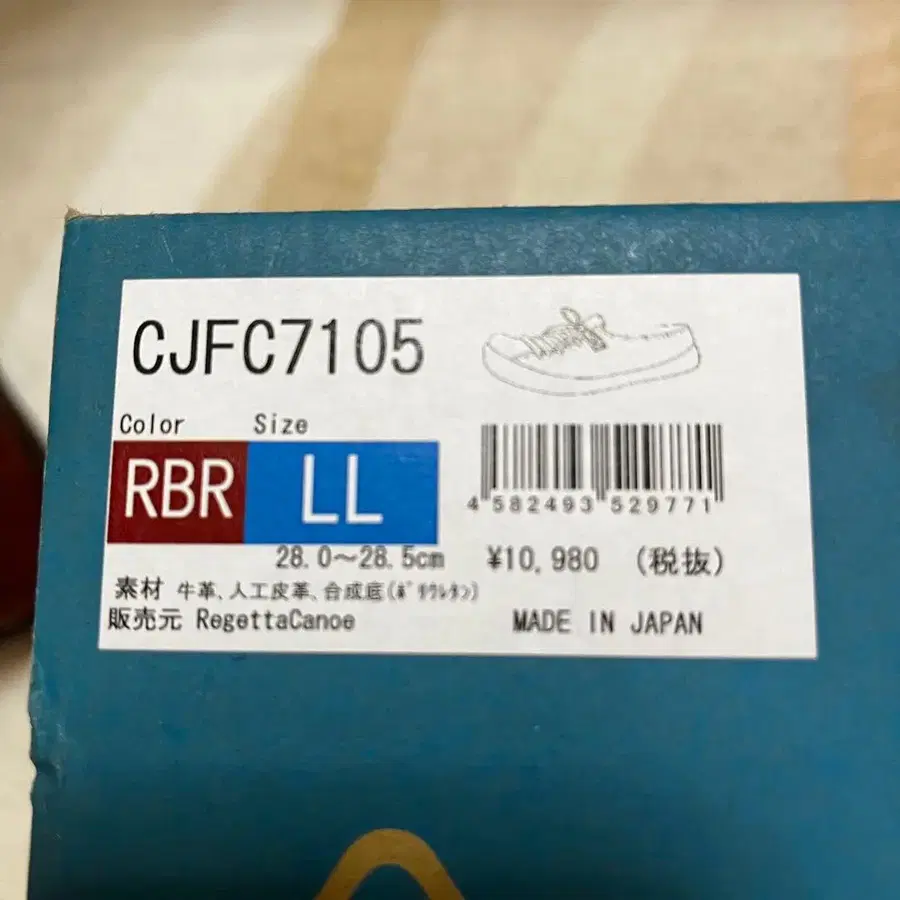 CJFC7105
Color Size
RBR LL
4 582493 529771
28.0～28.5cm ¥10,980 (税抜)
素材 牛革、人工皮革、合成底(ﾎﾟﾘｳﾚﾀﾝ)
販売元 RegettaCanoe MADE IN JAPAN